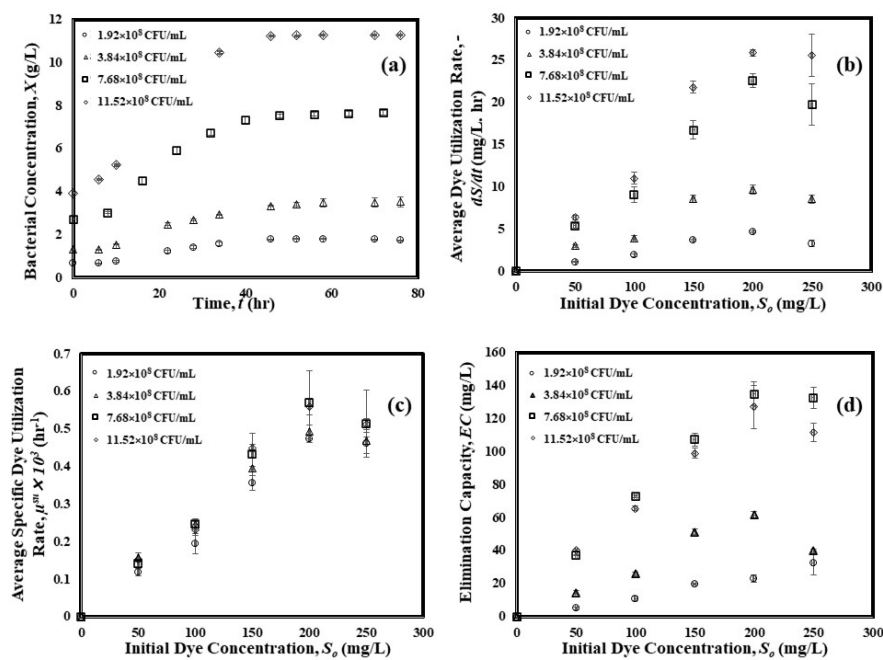 12
10
8
6
4
2
0
Bacterial Concentration, X (g/L)
1.92×10⁸ CFU/mL
3.84×10⁸ CFU/mL
7.68×10⁸ CFU/mL
11.52×10⁸ CFU/mL
(a)
0 20 40 60 80
Time, t (hr)
30
25
20
15
10
5
0
Average Dye Utilization Rate, -
dS/dt (mg/L. hr)
1.92×10⁸ CFU/mL
3.84×10⁸ CFU/mL
7.68×10⁸ CFU/mL
11.52×10⁸ CFU/mL
(b)
0 50 100 150 200 250 300
Initial Dye Concentration, Sₒ (mg/L)
0.7
0.6
0.5
0.4
0.3
0.2
0.1
0
Average Specific Dye Utilization
Rate, μˢᵘ × 10³ (hr⁻¹)
1.92×10⁸ CFU/mL
3.84×10⁸ CFU/mL
7.68×10⁸ CFU/mL
11.52×10⁸ CFU/mL
(c)
0 50 100 150 200 250 300
Initial Dye Concentration, Sₒ (mg/L)
160
140
120
100
80
60
40
20
0
Elimination Capacity, EC (mg/L)
1.92×10⁸ CFU/mL
3.84×10⁸ CFU/mL
7.68×10⁸ CFU/mL
11.52×10⁸ CFU/mL
(d)
0 50 100 150 200 250 300
Initial Dye Concentration, Sₒ (mg/L)